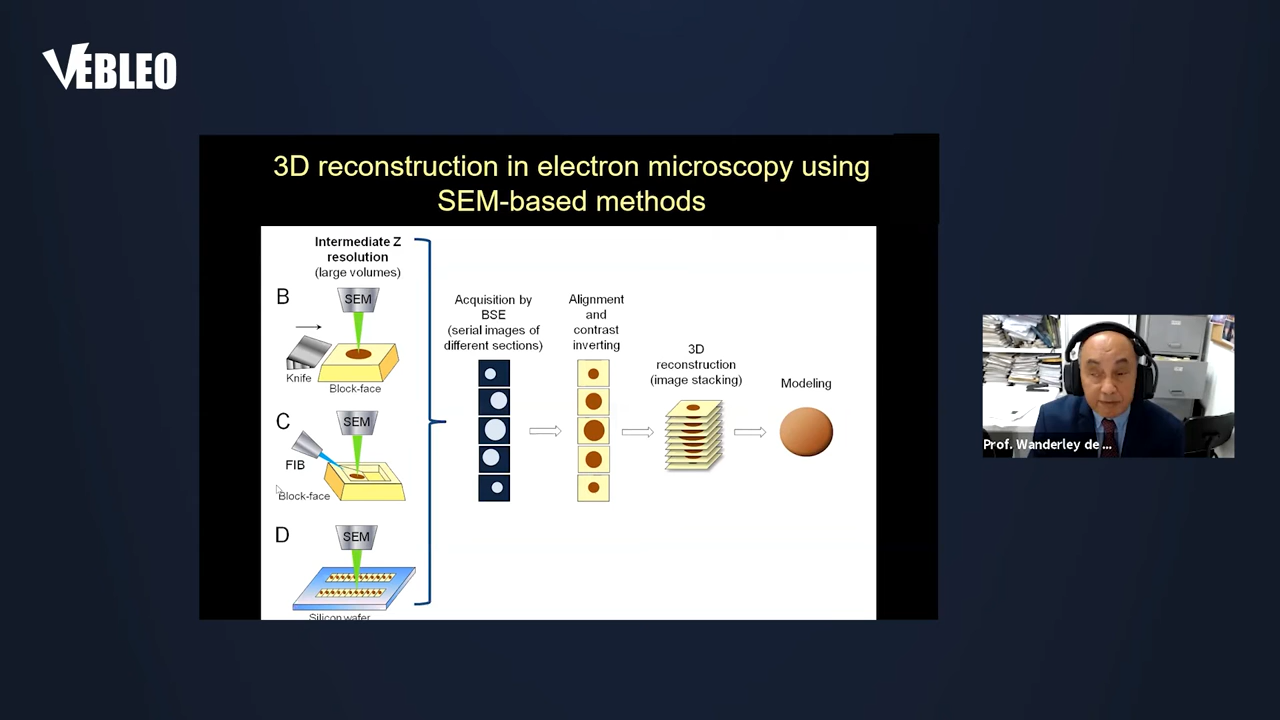 VEBLEO
3D reconstruction in electron microscopy using
SEM-based methods
Intermediate Z
resolution
(large volumes)
B
SEM
Knife
Block-face
C
SEM
FIB
Block-face
D
SEM
Silicon wafer
Acquisition by
BSE
(serial images of
different sections)
Alignment
and
contrast
inverting
3D
reconstruction
(image stacking)
Modeling
Prof. Wanderley de ...